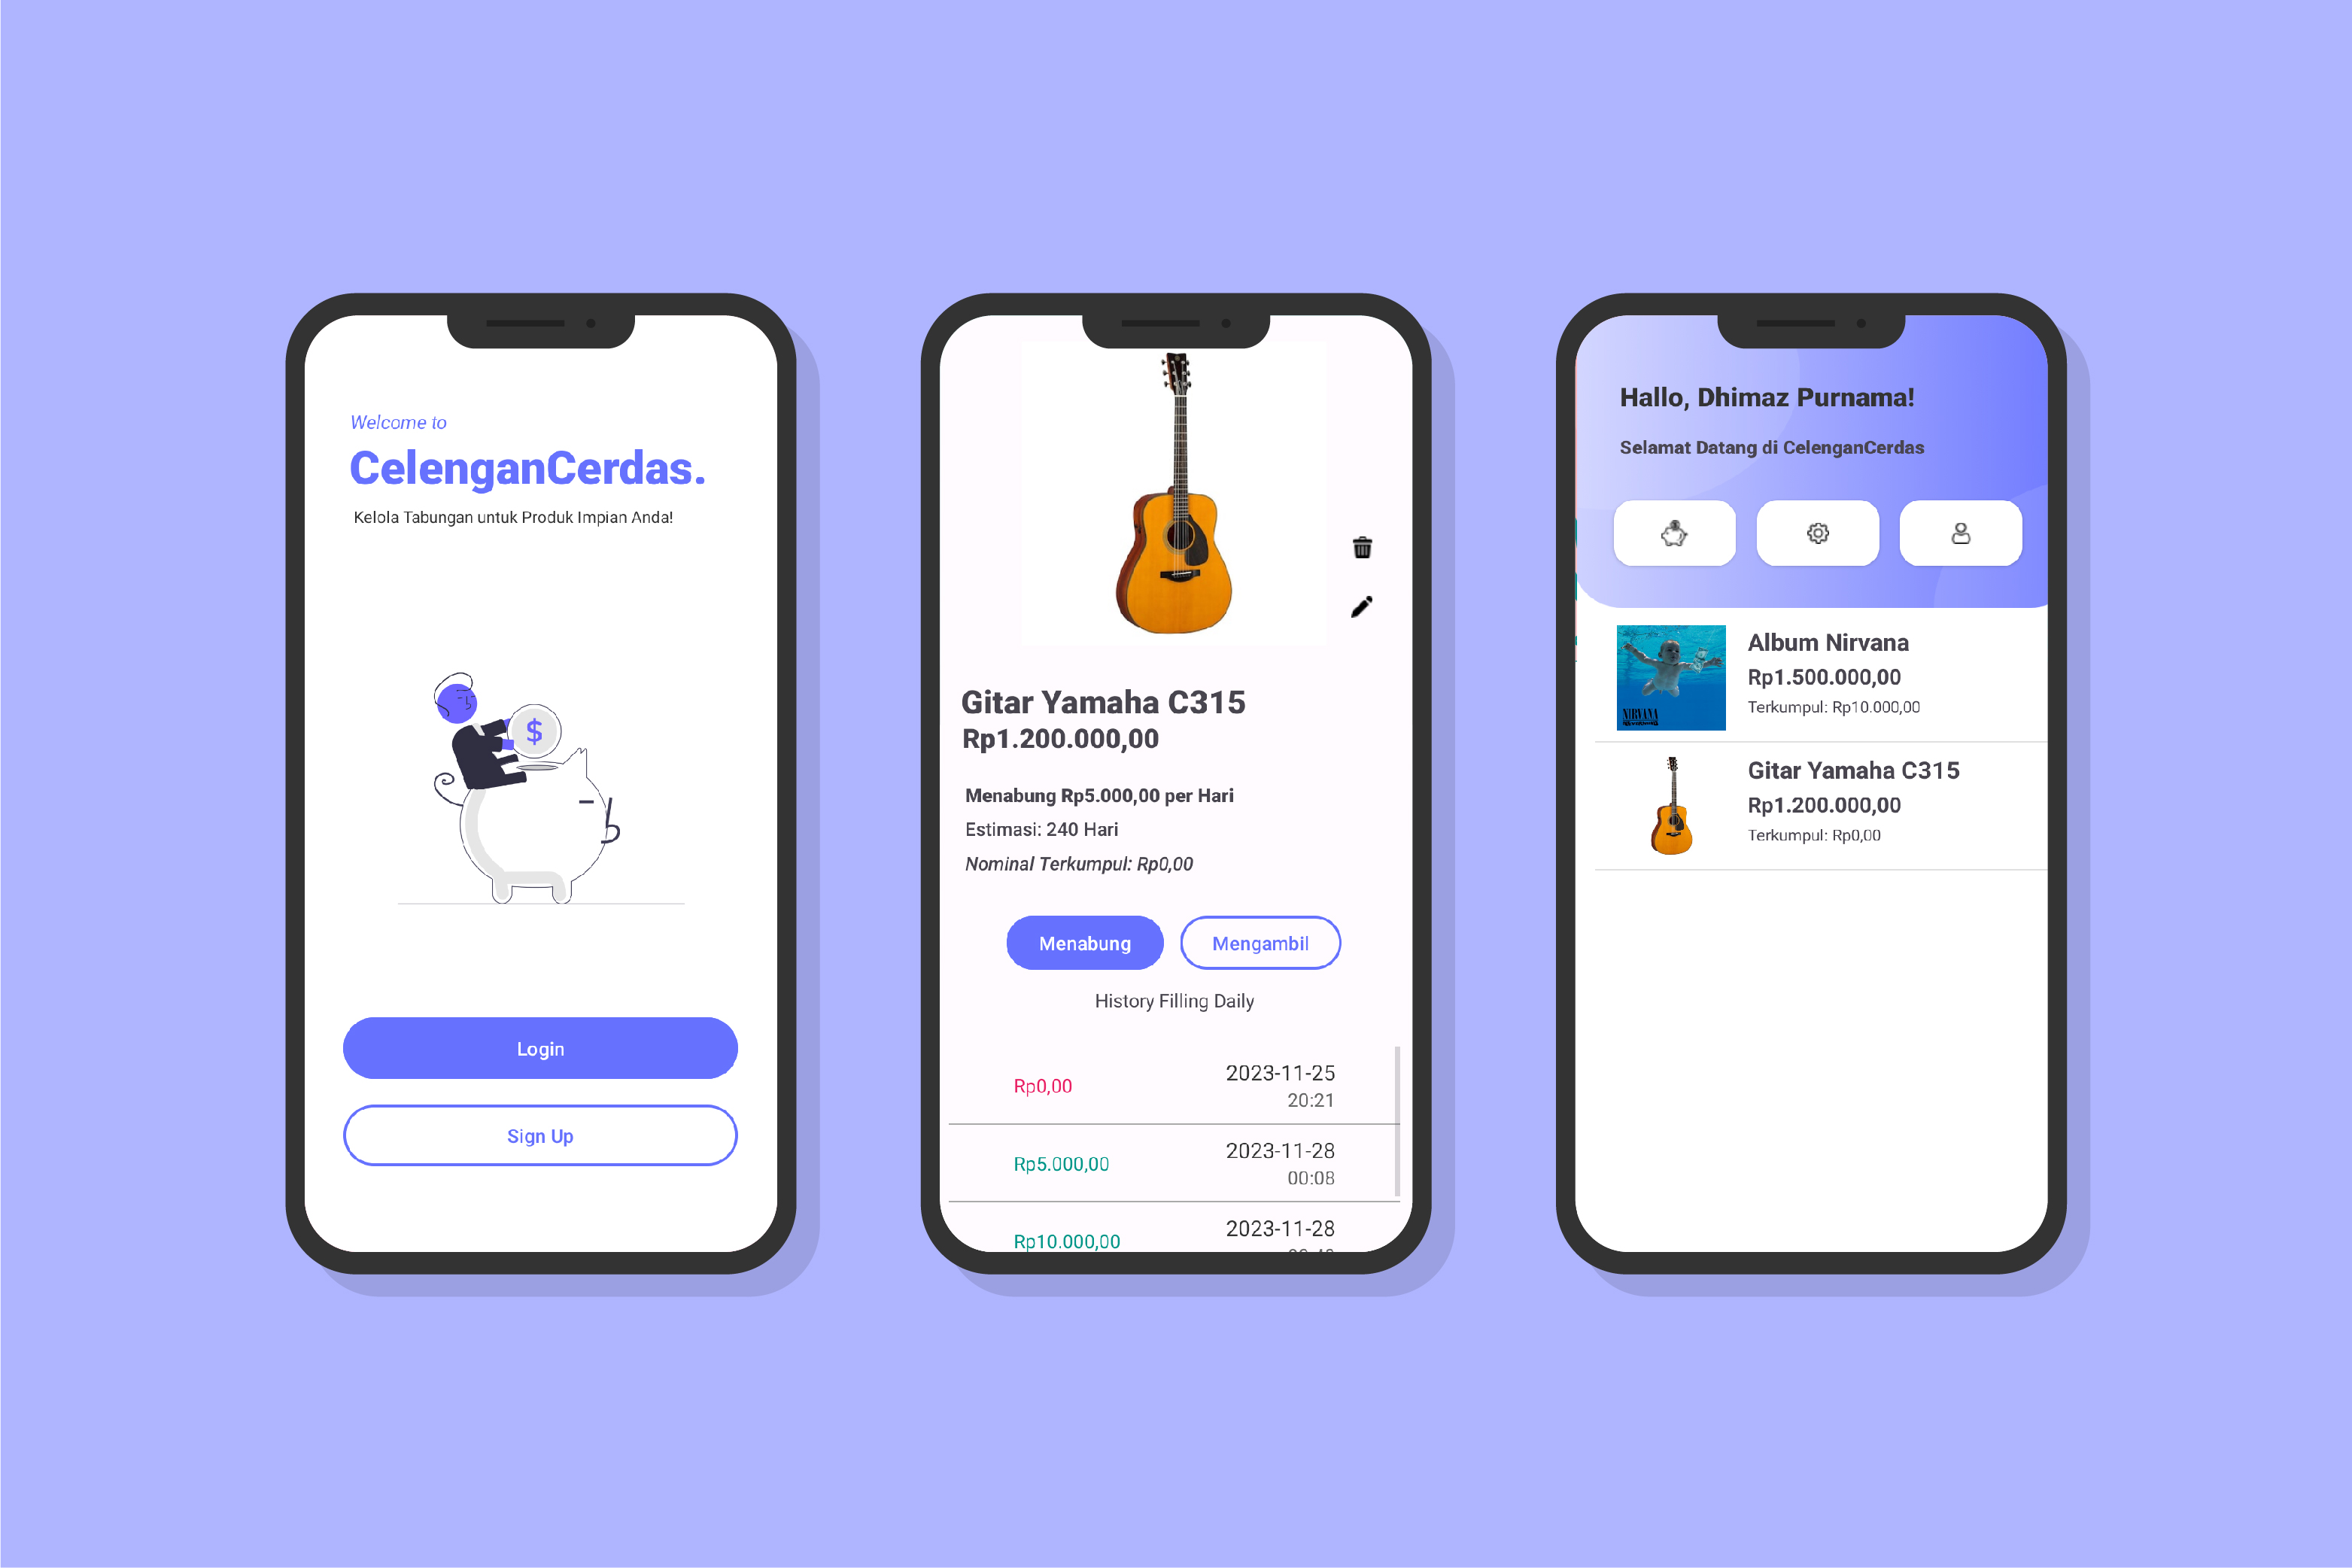 Welcome to
CelenganCerdas.
Kelola Tabungan untuk Produk Impian Anda!
$
Login
Sign Up
Gitar Yamaha C315
Rp1.200.000,00
Menabung Rp5.000,00 per Hari
Estimasi: 240 Hari
Nominal Terkumpul: Rp0,00
Menabung
Mengambil
History Filling Daily
Rp0,00
2023-11-25
20:21
Rp5.000,00
2023-11-28
00:08
Rp10.000,00
2023-11-28
Hallo, Dhimaz Purnama!
Selamat Datang di CelenganCerdas
NIRVANA
Album Nirvana
Rp1.500.000,00
Terkumpul: Rp10.000,00
Gitar Yamaha C315
Rp1.200.000,00
Terkumpul: Rp0,00